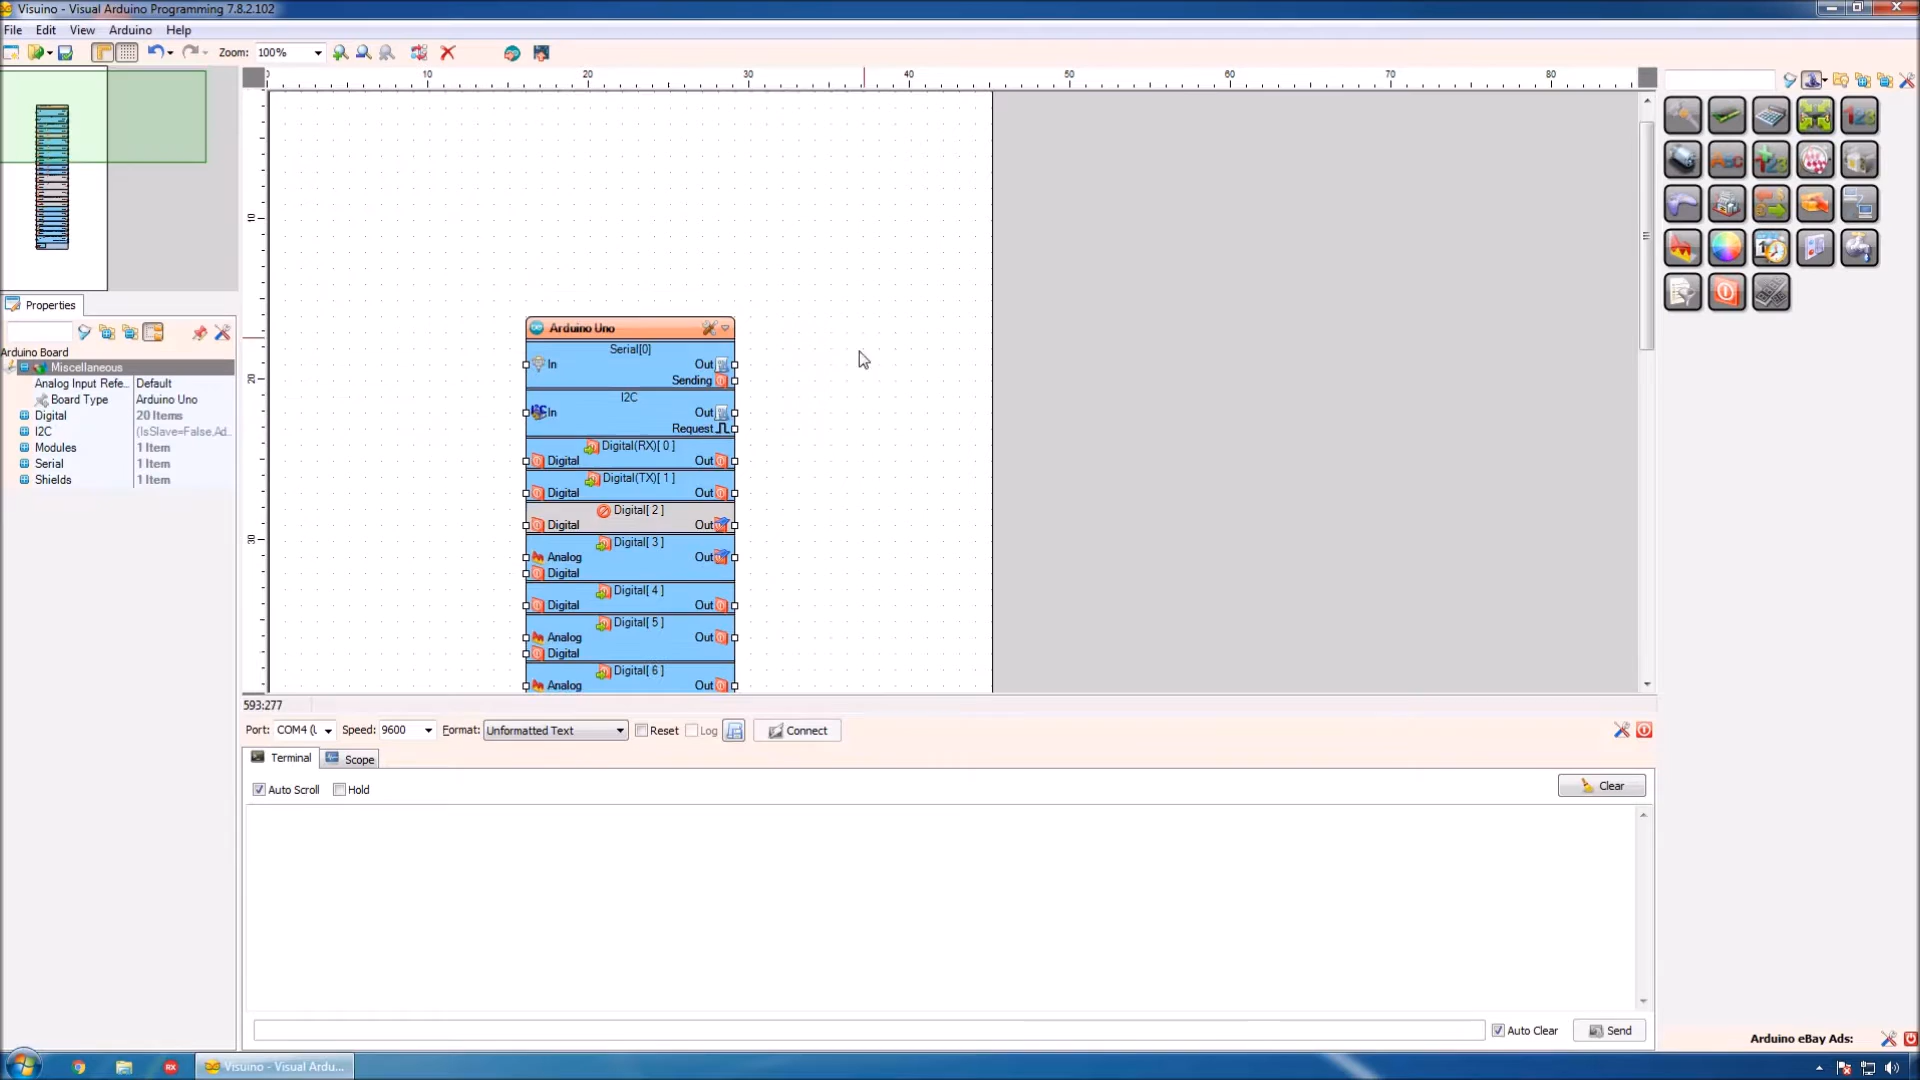 Visuino - Visual Arduino Programming 7.8.2.102
File Edit View Arduino Help
Zoom: 100%
0 10 20 30 40 50 60 70 80
10
20
30
Properties
Arduino Board
Miscellaneous
Analog Input Refe... Default
Board Type Arduino Uno
Digital 20 Items
I2C (IsSlave=False,Ad...
Modules 1 Item
Serial 1 Item
Shields 1 Item
Arduino Uno
Serial[0]
In Out
Sending
I2C
In Out
Request
Digital(RX)[ 0 ]
Digital Out
Digital(TX)[ 1 ]
Digital Out
Digital[ 2 ]
Digital Out
Digital[ 3 ]
Analog Out
Digital
Digital[ 4 ]
Digital Out
Digital[ 5 ]
Analog Out
Digital
Digital[ 6 ]
Analog Out
593:277
Port: COM4 (L Speed: 9600 Format: Unformatted Text Reset Log Connect
Terminal Scope
Auto Scroll Hold Clear
Auto Clear Send
Arduino eBay Ads:
Visuino - Visual Ardu...